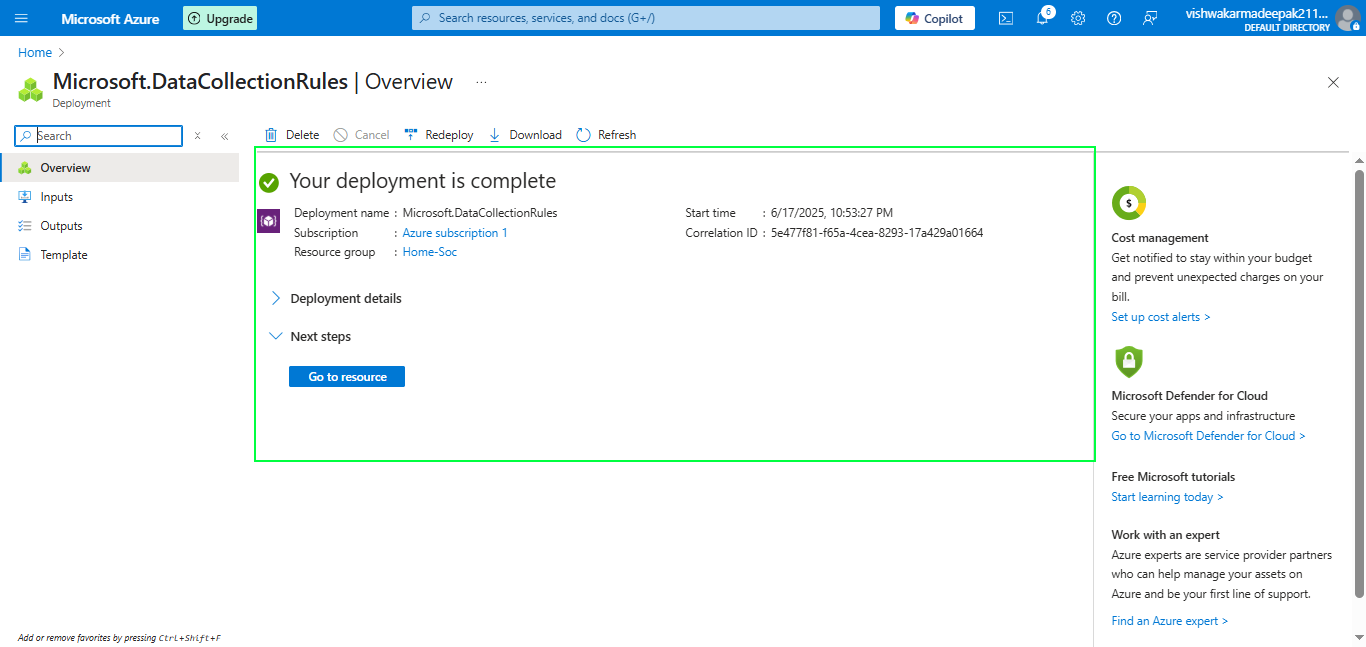 Microsoft Azure
Upgrade
Search resources, services, and docs (G+/)
Copilot
6
vishwakarmadeepak211...
DEFAULT DIRECTORY
Home >
Microsoft.DataCollectionRules | Overview ...
Deployment
Search
Overview
Inputs
Outputs
Template
Add or remove favorites by pressing Ctrl+Shift+F
Delete Cancel Redeploy Download Refresh
Your deployment is complete
Deployment name : Microsoft.DataCollectionRules
Subscription : Azure subscription 1
Resource group : Home-Soc
Start time : 6/17/2025, 10:53:27 PM
Correlation ID : 5e477f81-f65a-4cea-8293-17a429a01664
Deployment details
Next steps
Go to resource
$
Cost management
Get notified to stay within your budget
and prevent unexpected charges on your
bill.
Set up cost alerts >
Microsoft Defender for Cloud
Secure your apps and infrastructure
Go to Microsoft Defender for Cloud >
Free Microsoft tutorials
Start learning today >
Work with an expert
Azure experts are service provider partners
who can help manage your assets on
Azure and be your first line of support.
Find an Azure expert >